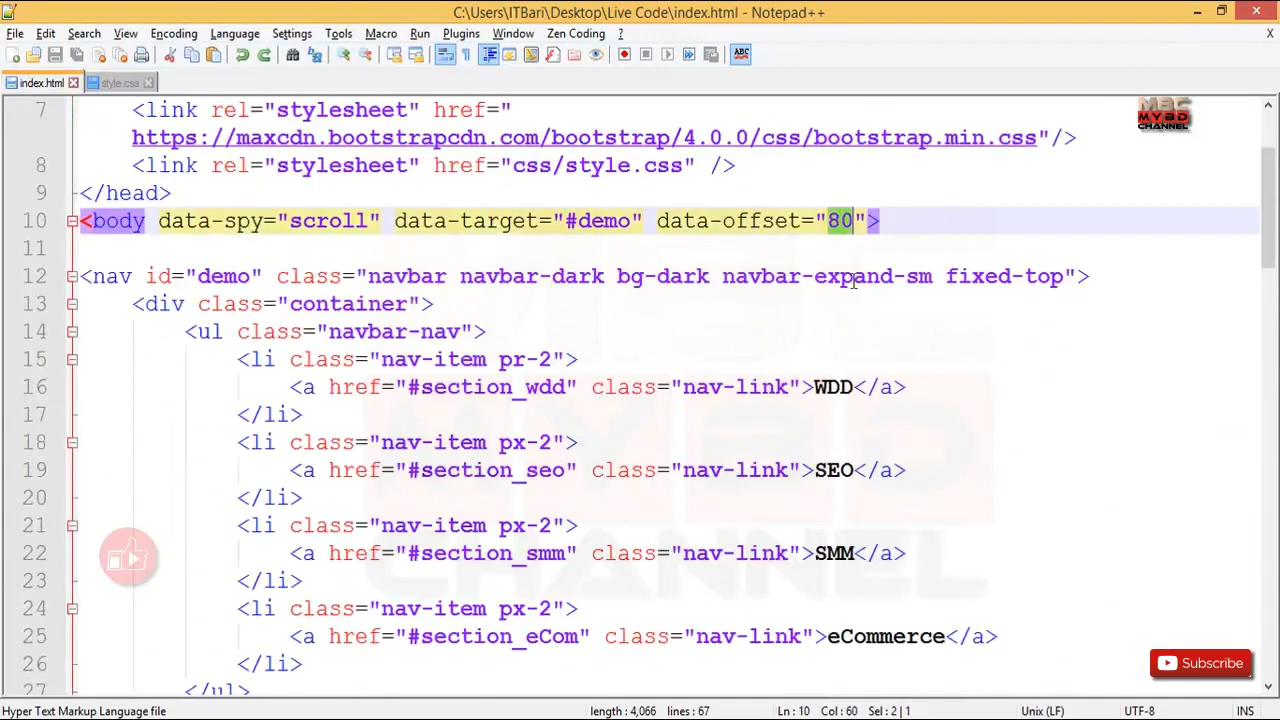 C:\Users\ITBari\Desktop\Live Code\index.html - Notepad++
File Edit Search View Encoding Language Settings Tools Macro Run Plugins Window Zen Coding ? X
ABC
index.html style.css
MBC
MYBD
CHANNEL
7 <link rel="stylesheet" href="
https://maxcdn.bootstrapcdn.com/bootstrap/4.0.0/css/bootstrap.min.css"/>
8 <link rel="stylesheet" href="css/style.css" />
9 </head>
10 <body data-spy="scroll" data-target="#demo" data-offset="80">
11
12 <nav id="demo" class="navbar navbar-dark bg-dark navbar-expand-sm fixed-top">
13 <div class="container">
14 <ul class="navbar-nav">
15 <li class="nav-item pr-2">
16 <a href="#section_wdd" class="nav-link">WDD</a>
17 </li>
18 <li class="nav-item px-2">
19 <a href="#section_seo" class="nav-link">SEO</a>
20 </li>
21 <li class="nav-item px-2">
22 <a href="#section_smm" class="nav-link">SMM</a>
23 </li>
24 <li class="nav-item px-2">
25 <a href="#section_eCom" class="nav-link">eCommerce</a>
26 </li>
27 </ul>
MBC
MYBD
CHANNEL
Subscribe
Hyper Text Markup Language file length : 4,066 lines : 67 Ln : 10 Col : 60 Sel : 2 | 1 Unix (LF) UTF-8 INS